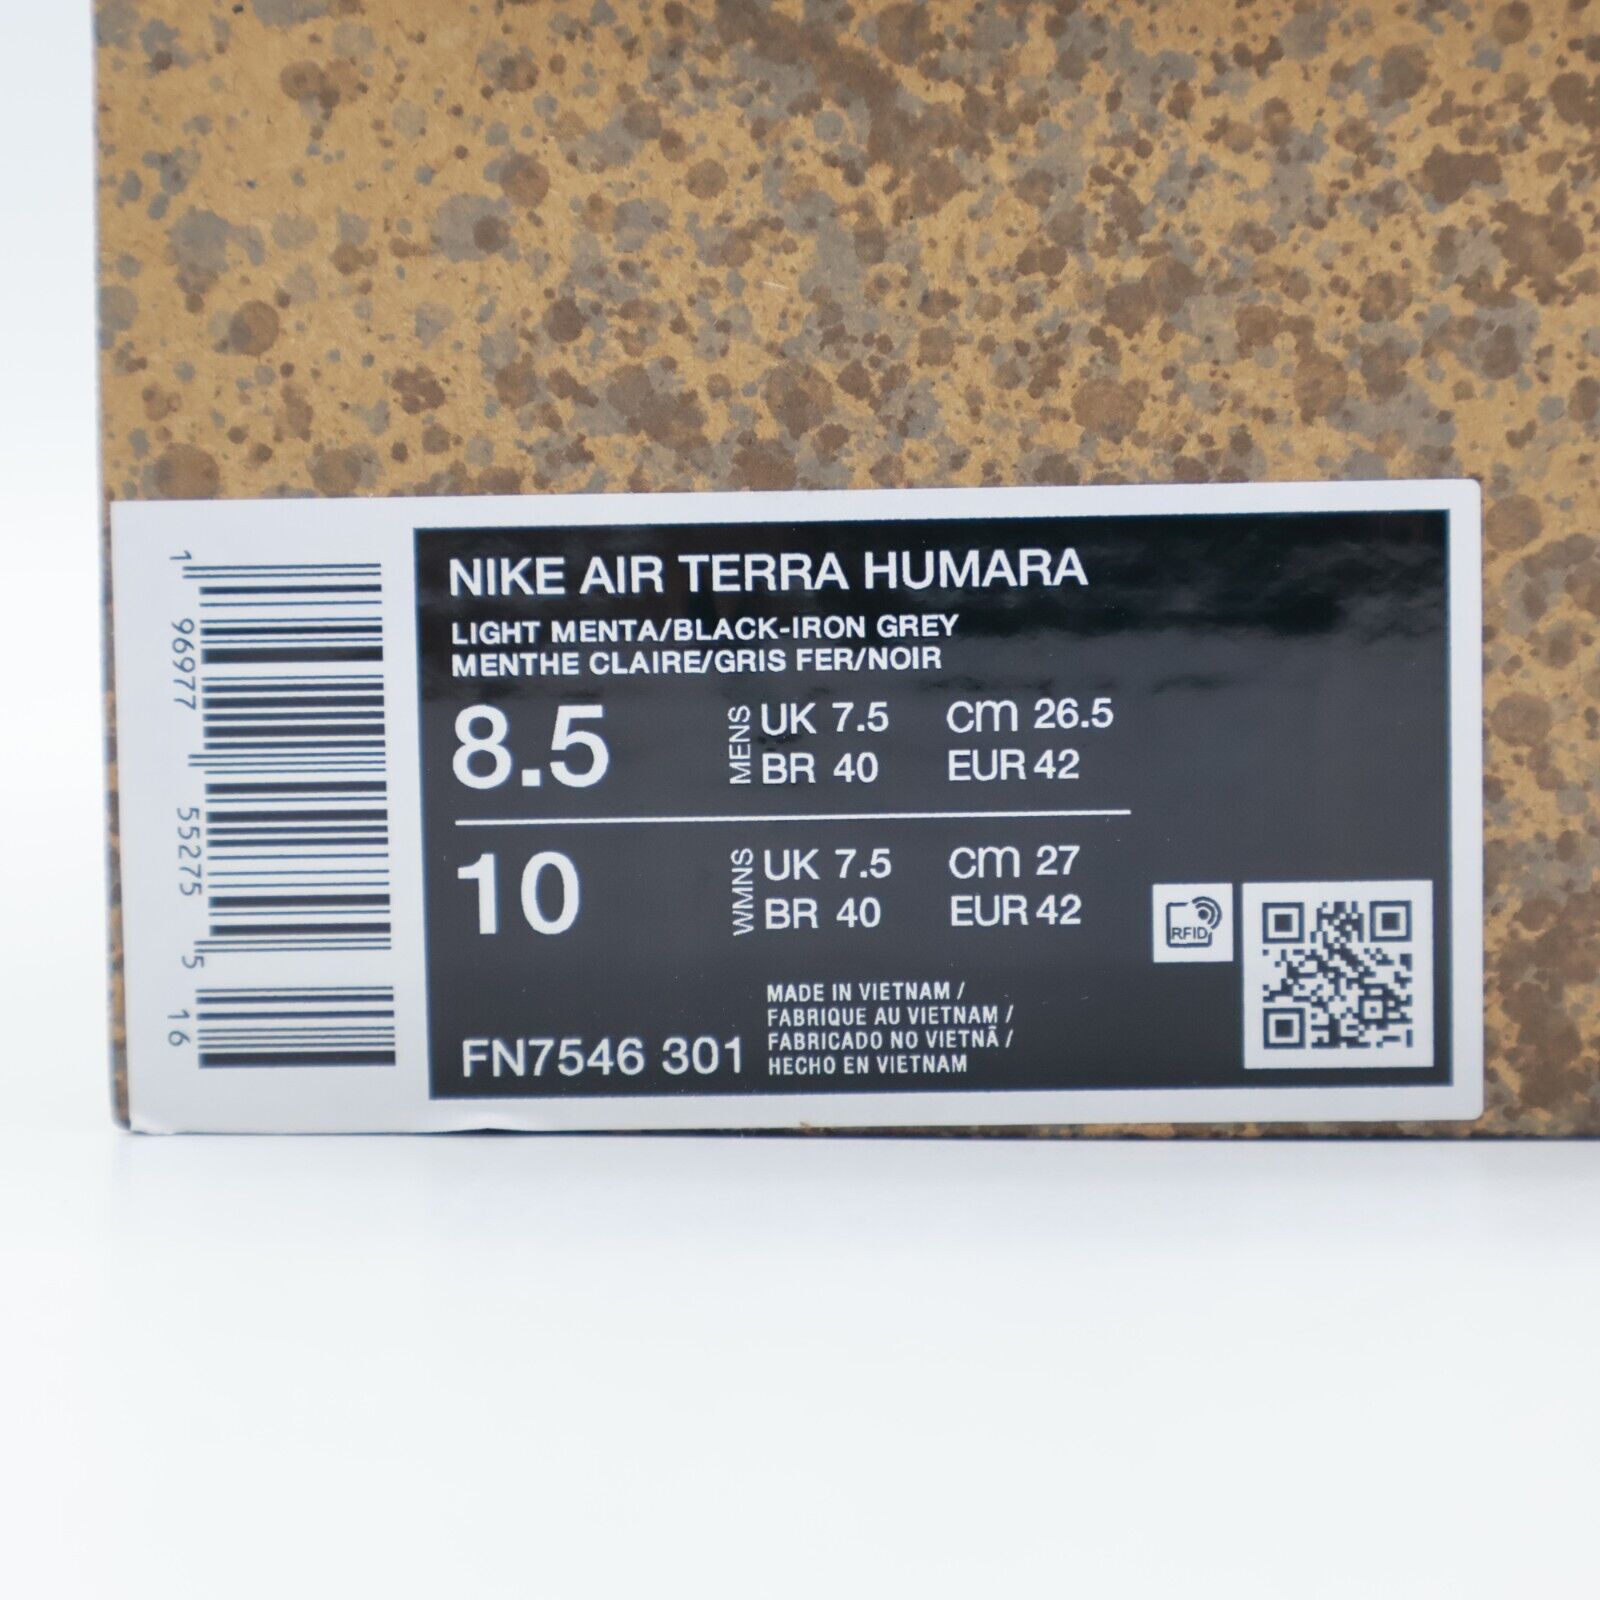 NIKE AIR TERRA HUMARA
LIGHT MENTA/BLACK-IRON GREY
MENTHE CLAIRE/GRIS FER/NOIR
8.5
MENS
UK 7.5 cm 26.5
BR 40 EUR 42
10
WMNS
UK 7.5 cm 27
BR 40 EUR 42
FN7546 301
MADE IN VIETNAM /
FABRIQUE AU VIETNAM /
FABRICADO NO VIETNÃ /
HECHO EN VIETNAM
RFID
1 96977 55275 5 16